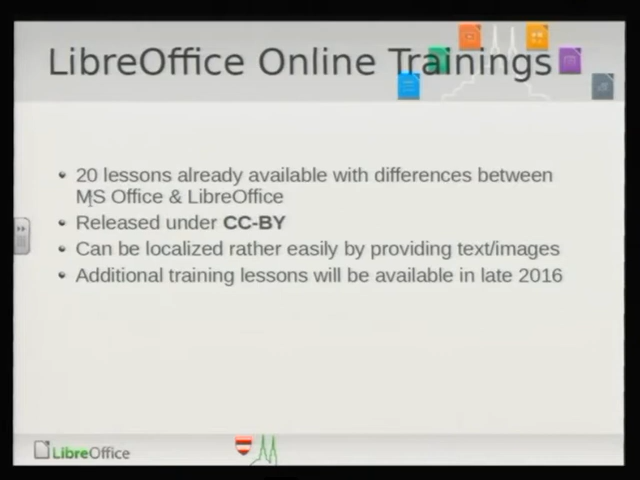 LibreOffice Online Trainings
• 20 lessons already available with differences between
MS Office & LibreOffice
• Released under CC-BY
• Can be localized rather easily by providing text/images
• Additional training lessons will be available in late 2016
LibreOffice